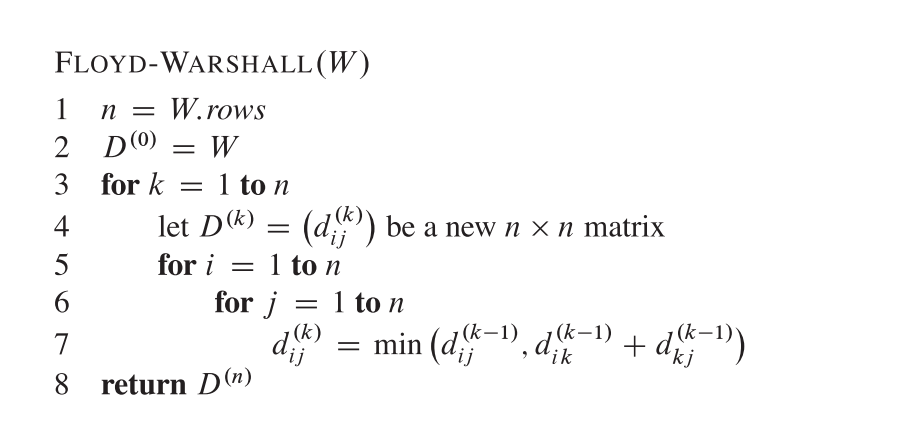 FLOYD-WARSHALL(W)
1 n = W.rows
2 D^(0) = W
3 for k = 1 to n
4 let D^(k) = (d_ij^(k)) be a new n × n matrix
5 for i = 1 to n
6 for j = 1 to n
7 d_ij^(k) = min (d_ij^(k−1), d_ik^(k−1) + d_kj^(k−1))
8 return D^(n)